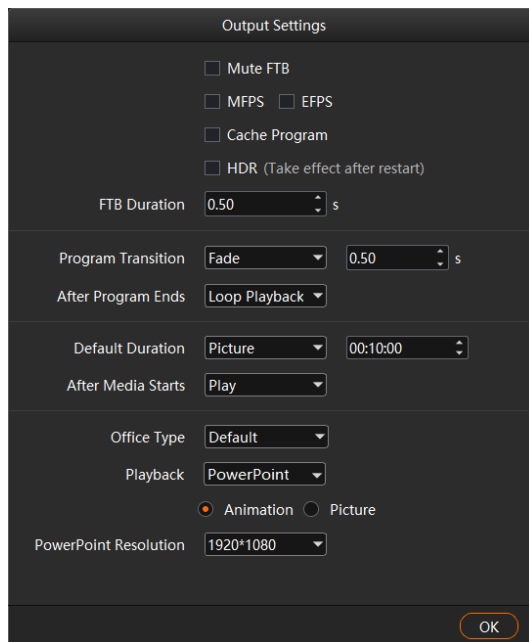 Output Settings
Mute FTB
MFPS EFPS
Cache Program
HDR (Take effect after restart)
FTB Duration 0.50 s
Program Transition Fade 0.50 s
After Program Ends Loop Playback
Default Duration Picture 00:10:00
After Media Starts Play
Office Type Default
Playback PowerPoint
Animation Picture
PowerPoint Resolution 1920*1080
OK